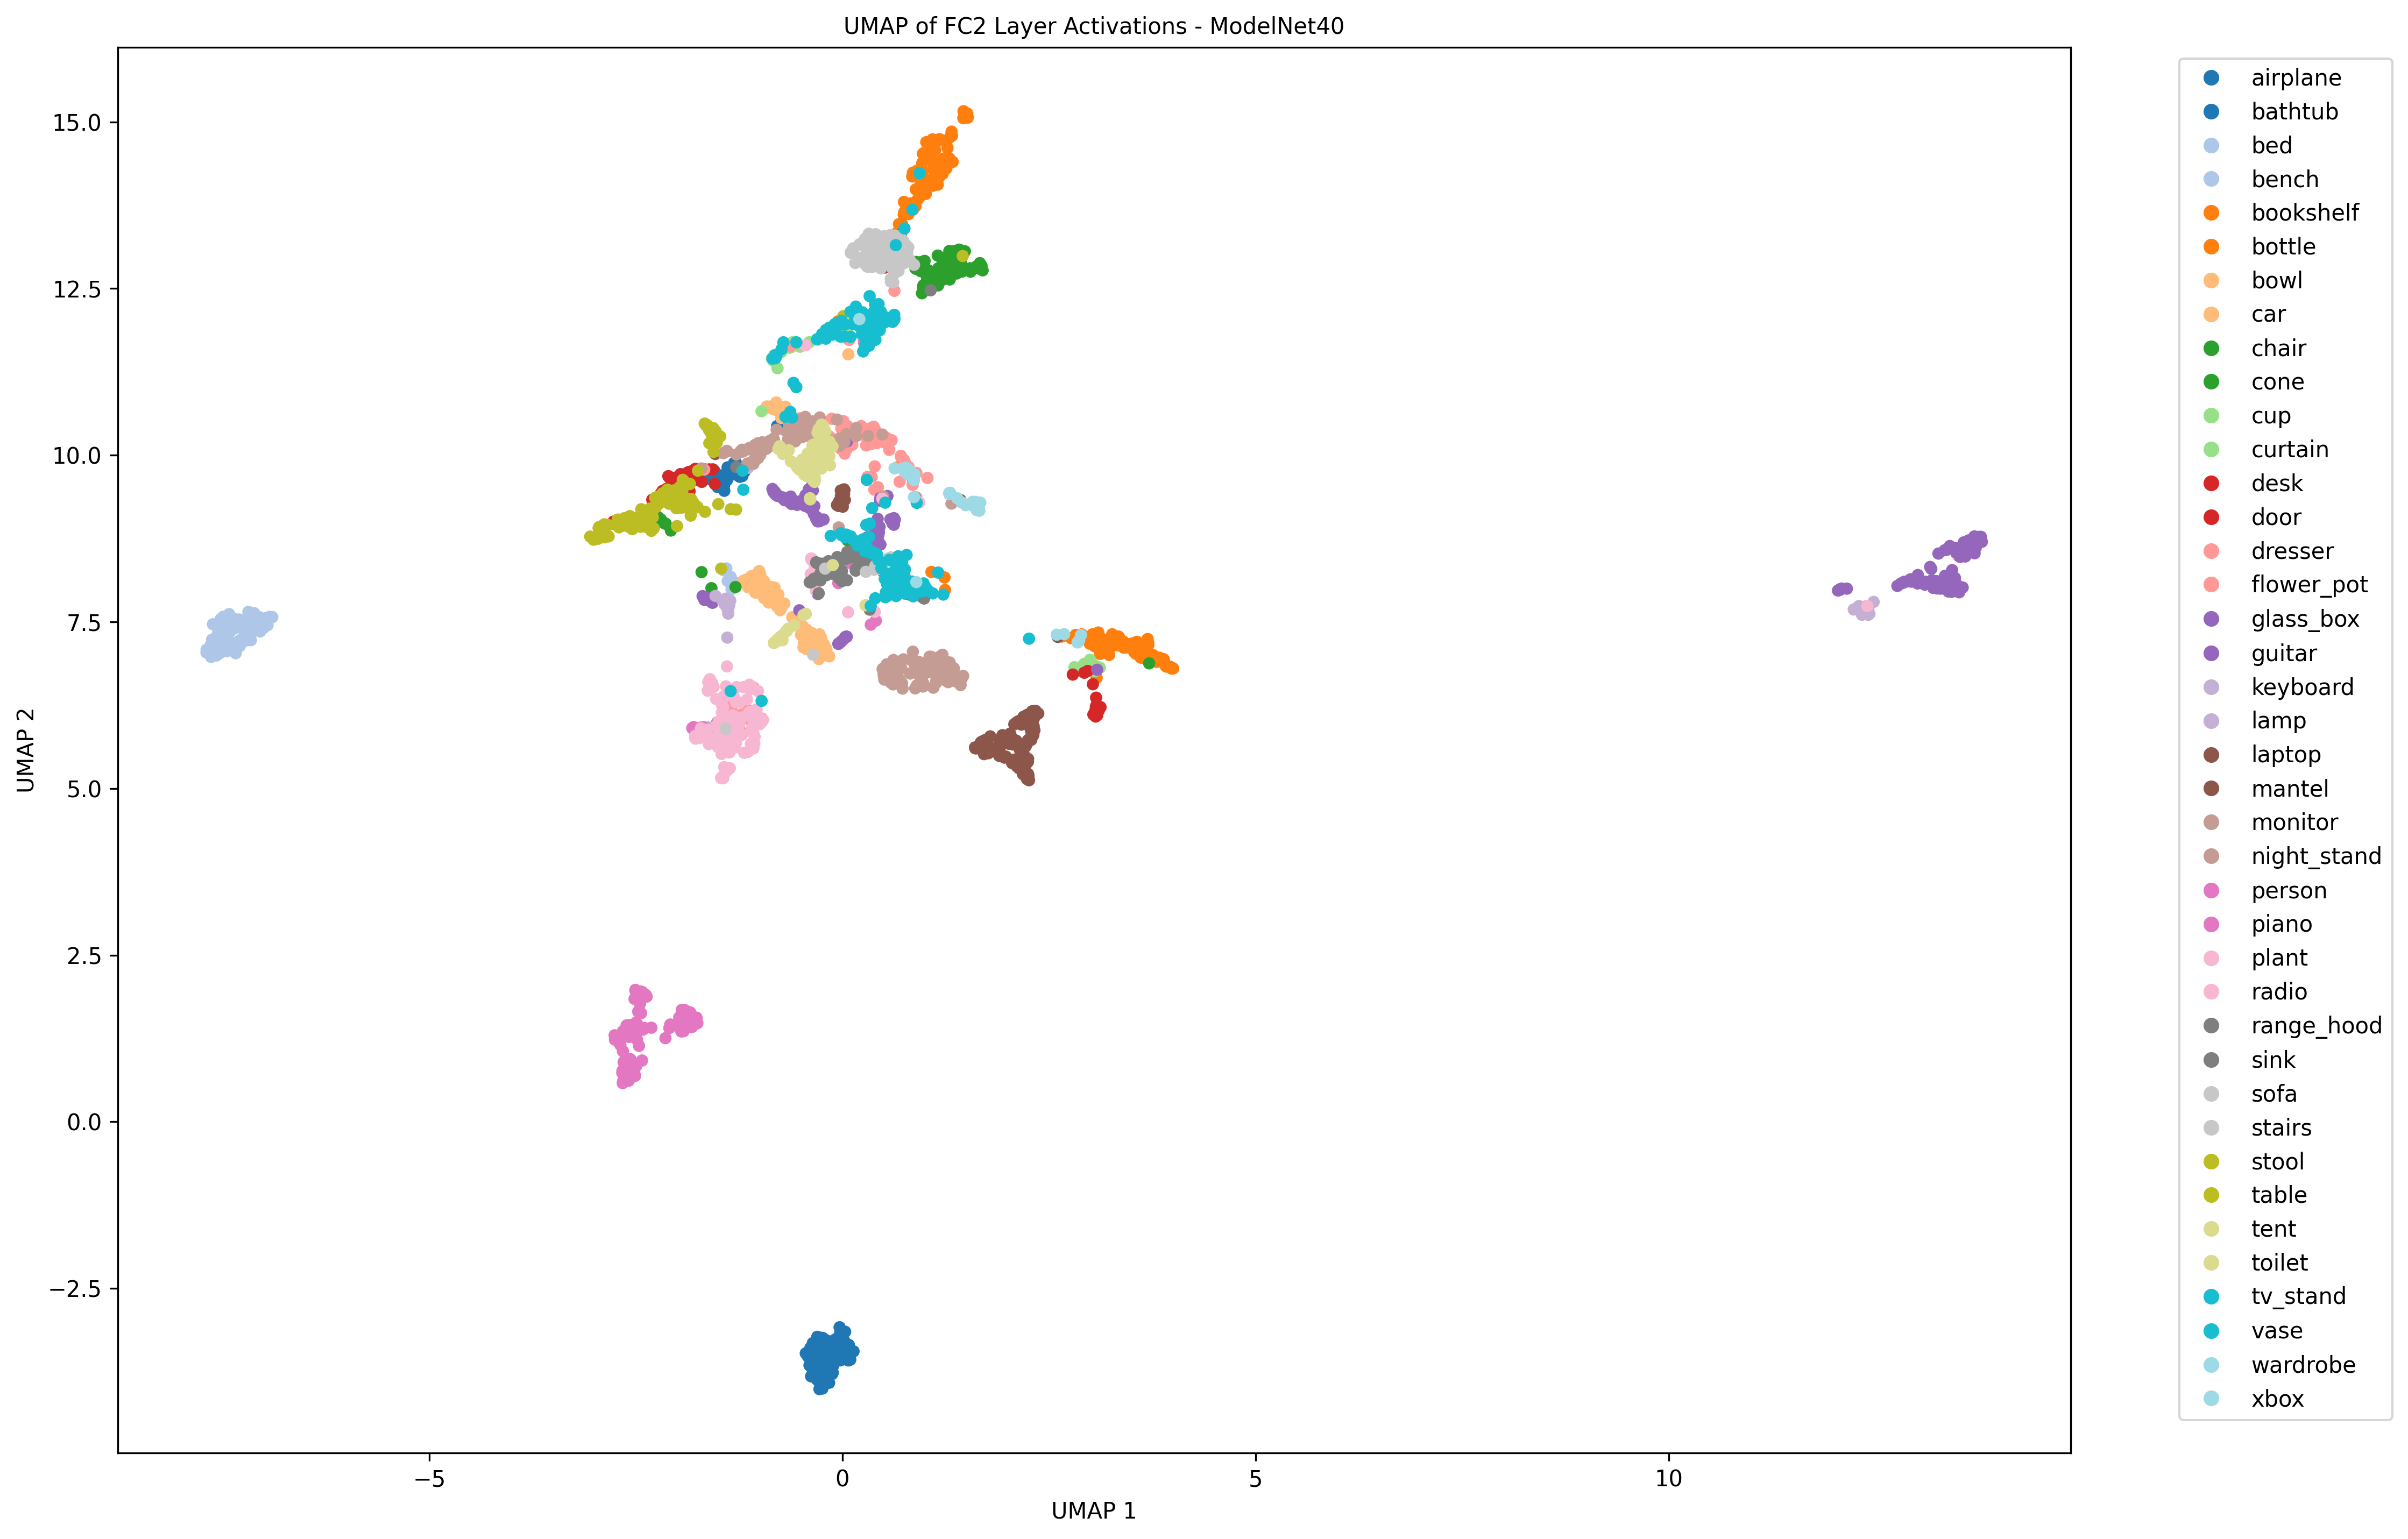 UMAP of FC2 Layer Activations - ModelNet40
15.0
12.5
10.0
7.5
5.0
2.5
0.0
−2.5
UMAP 2
−5
0
5
10
UMAP 1
airplane
bathtub
bed
bench
bookshelf
bottle
bowl
car
chair
cone
cup
curtain
desk
door
dresser
flower_pot
glass_box
guitar
keyboard
lamp
laptop
mantel
monitor
night_stand
person
piano
plant
radio
range_hood
sink
sofa
stairs
stool
table
tent
toilet
tv_stand
vase
wardrobe
xbox